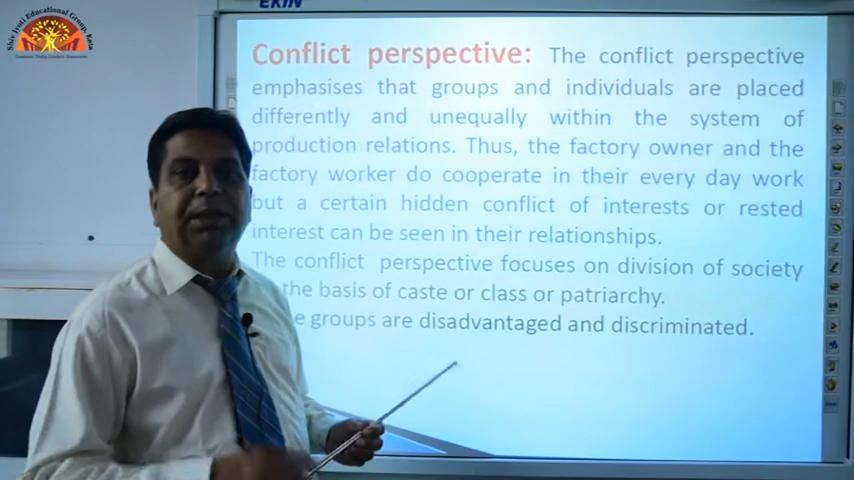 EKIN
Shiv Jyoti Educational Group, Kota
Conflict perspective: The conflict perspective
emphasises that groups and individuals are placed
differently and unequally within the system of
production relations. Thus, the factory owner and the
factory worker do cooperate in their every day work
but a certain hidden conflict of interests or rested
interest can be seen in their relationships.
The conflict perspective focuses on division of society
the basis of caste or class or patriarchy.
groups are disadvantaged and discriminated.